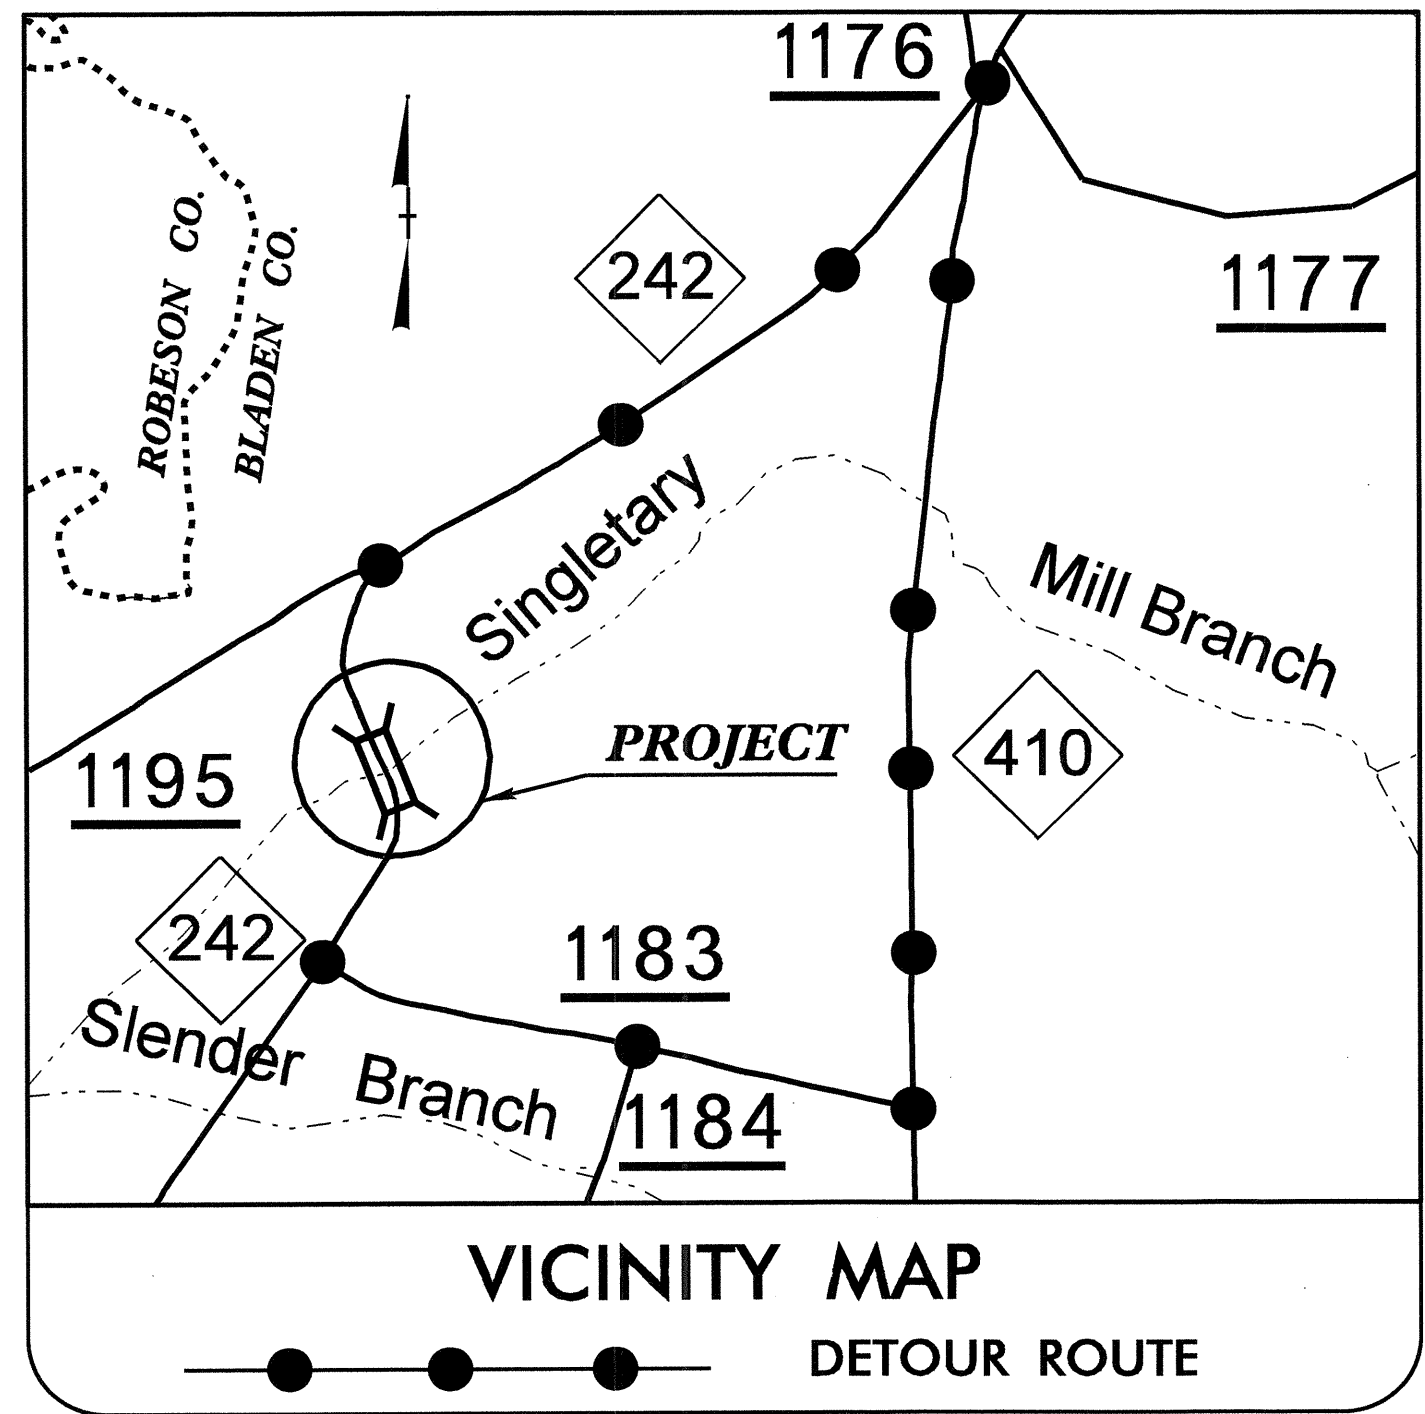 1176
ROBESON CO.
BLADEN CO.
242
1177
Singletary
Mill Branch
PROJECT
410
1195
242
1183
Slender Branch
1184
VICINITY MAP
DETOUR ROUTE